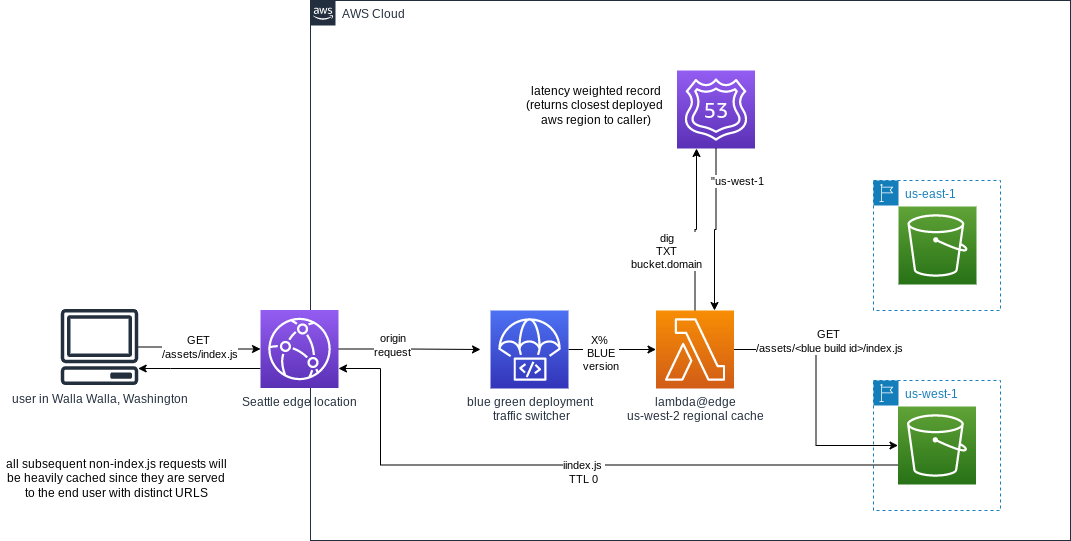 aws
AWS Cloud
latency weighted record
(returns closest deployed
aws region to caller)
53
"us-west-1
us-east-1
dig
TXT
bucket.domain
GET
/assets/index.js
origin
request
X%
BLUE
version
GET
/assets/<blue build id>/index.js
user in Walla Walla, Washington
Seattle edge location
blue green deployment
traffic switcher
lambda@edge
us-west-2 regional cache
us-west-1
all subsequent non-index.js requests will
be heavily cached since they are served
to the end user with distinct URLS
iindex.js
TTL 0